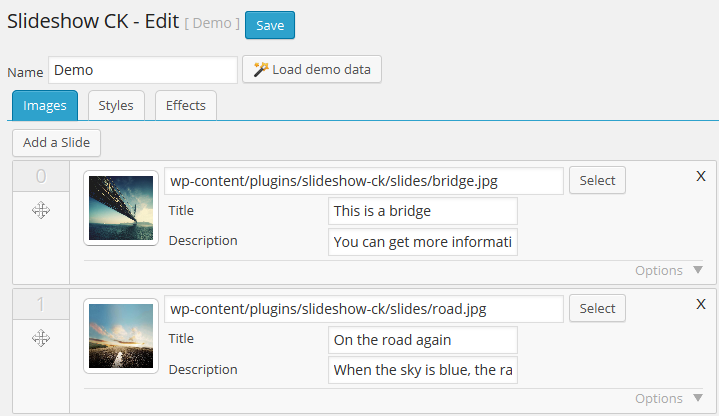 Slideshow CK - Edit [ Demo ] Save
Name Demo Load demo data
Images Styles Effects
Add a Slide
0 wp-content/plugins/slideshow-ck/slides/bridge.jpg Select X
Title This is a bridge
Description You can get more informati
Options
1 wp-content/plugins/slideshow-ck/slides/road.jpg Select X
Title On the road again
Description When the sky is blue, the ra
Options